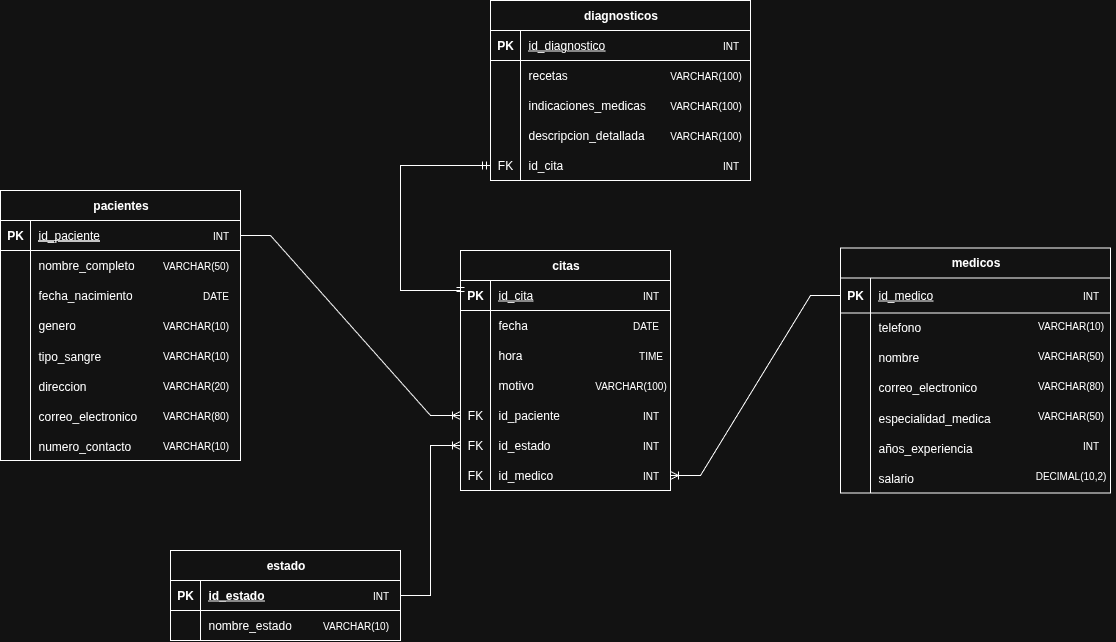 diagnosticos
PK id_diagnostico INT
recetas VARCHAR(100)
indicaciones_medicas VARCHAR(100)
descripcion_detallada VARCHAR(100)
FK id_cita INT
pacientes
PK id_paciente INT
nombre_completo VARCHAR(50)
fecha_nacimiento DATE
genero VARCHAR(10)
tipo_sangre VARCHAR(10)
direccion VARCHAR(20)
correo_electronico VARCHAR(80)
numero_contacto VARCHAR(10)
citas
PK id_cita INT
fecha DATE
hora TIME
motivo VARCHAR(100)
FK id_paciente INT
FK id_estado INT
FK id_medico INT
medicos
PK id_medico INT
telefono VARCHAR(10)
nombre VARCHAR(50)
correo_electronico VARCHAR(80)
especialidad_medica VARCHAR(50)
años_experiencia INT
salario DECIMAL(10,2)
estado
PK id_estado INT
nombre_estado VARCHAR(10)